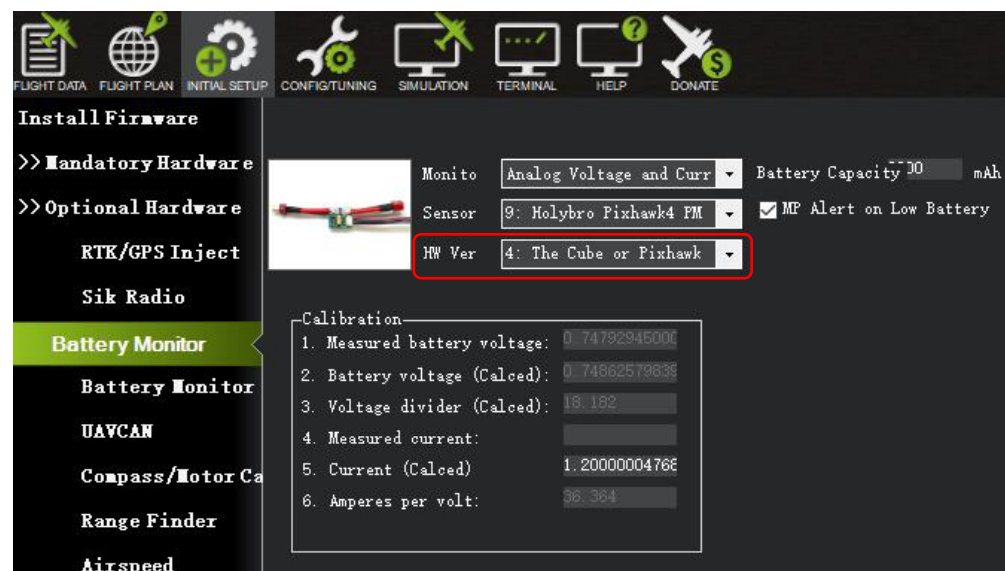 FLIGHT DATA FLIGHT PLAN INITIAL SETUP CONFIG/TUNING SIMULATION TERMINAL HELP DONATE
Install Firmware
>> Mandatory Hardware
>> Optional Hardware
RTK/GPS Inject
Sik Radio
Battery Monitor
Battery Monitor
UAVCAN
Compass/Motor Ca
Range Finder
Airspeed
Monito Analog Voltage and Curr Battery Capacity mAh
Sensor 9: Holybro Pixhawk4 PM MP Alert on Low Battery
HW Ver 4: The Cube or Pixhawk
Calibration
1. Measured battery voltage: 0.74792945000
2. Battery voltage (Calced): 0.74862579839
3. Voltage divider (Calced): 18.182
4. Measured current:
5. Current (Calced) 1.20000004768
6. Amperes per volt: 36.364